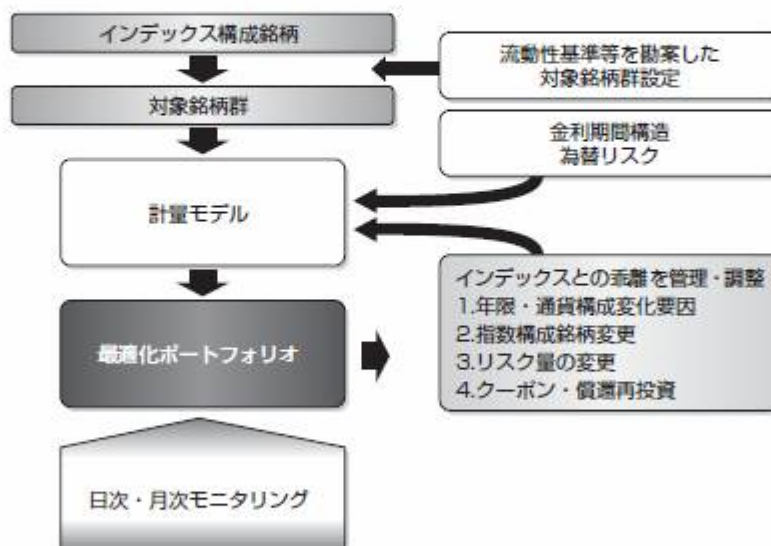 インデックス構成銘柄
流動性基準等を勘案した
対象銘柄群設定
対象銘柄群
金利期間構造
為替リスク
計量モデル
インデックスとの乖離を管理・調整
1.年限・通貨構成変化要因
2.指数構成銘柄変更
3.リスク量の変更
4.クーポン・償還再投資
最適化ポートフォリオ
日次・月次モニタリング